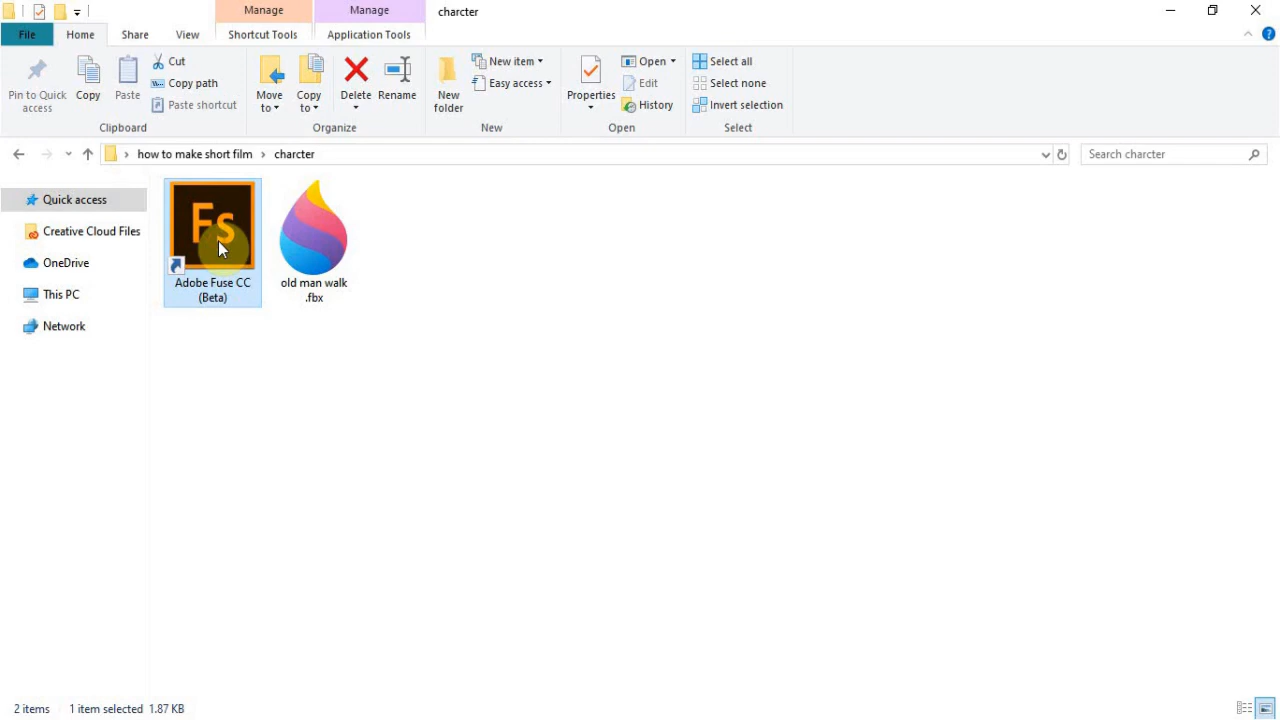 Manage
Manage
charcter
File
Home
Share
View
Shortcut Tools
Application Tools
Pin to Quick
access
Copy
Paste
Cut
Copy path
Paste shortcut
Clipboard
Move
to
Copy
to
Delete
Rename
Organize
New
folder
New item
Easy access
New
Properties
Open
Edit
History
Open
Select all
Select none
Invert selection
Select
how to make short film
charcter
Search charcter
Quick access
Creative Cloud Files
OneDrive
This PC
Network
Fs
Adobe Fuse CC
(Beta)
old man walk
.fbx
2 items
1 item selected 1.87 KB